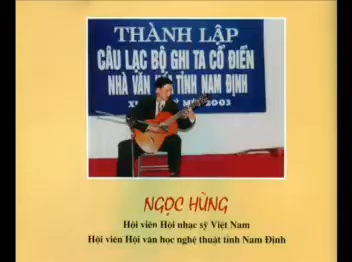 THÀNH LẬP
CÂU LẠC BỘ GHI TA CỔ ĐIỂN
NHÀ VĂN TỈNH NAM ĐỊNH
2003
NGỌC HÙNG
Hội viên Hội nhạc sỹ Việt Nam
Hội viên Hội văn học nghệ thuật tỉnh Nam Định